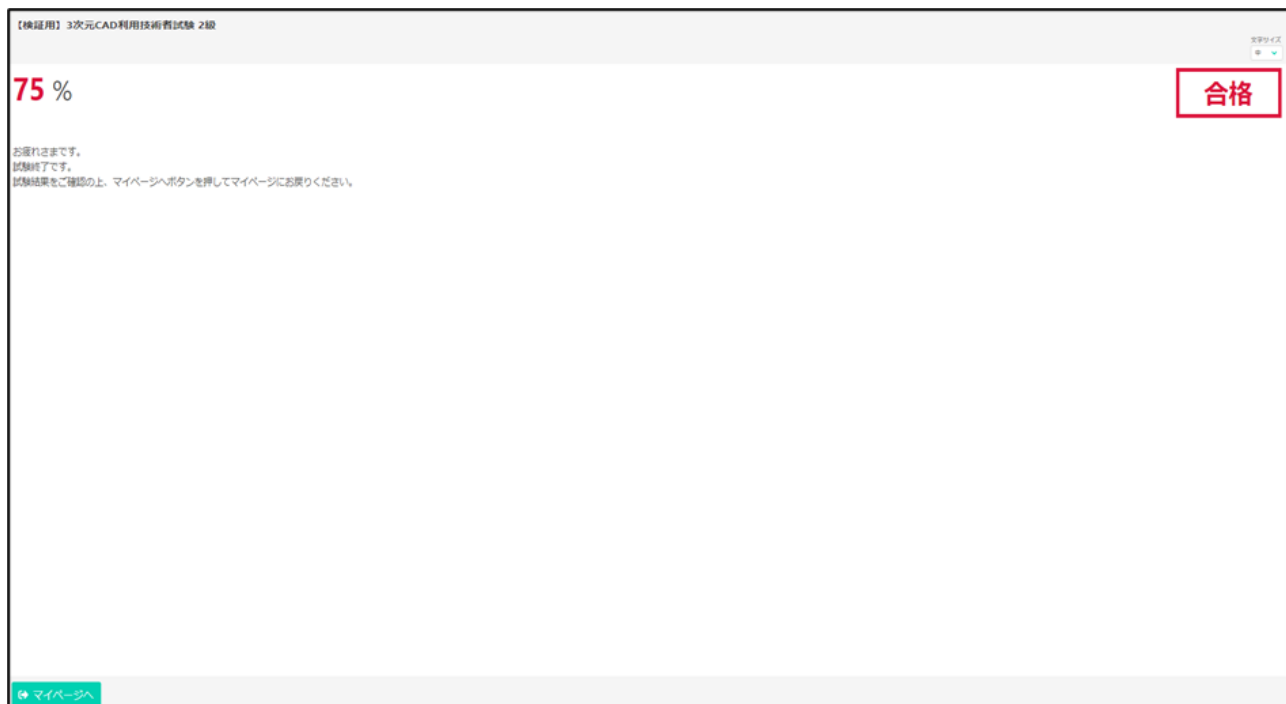 【検証用】3次元CAD利用技術者試験 2級
文字サイズ
中
75 %
合格
お疲れさまです。
試験終了です。
試験結果をご確認の上、マイページへボタンを押してマイページにお戻りください。
マイページへ